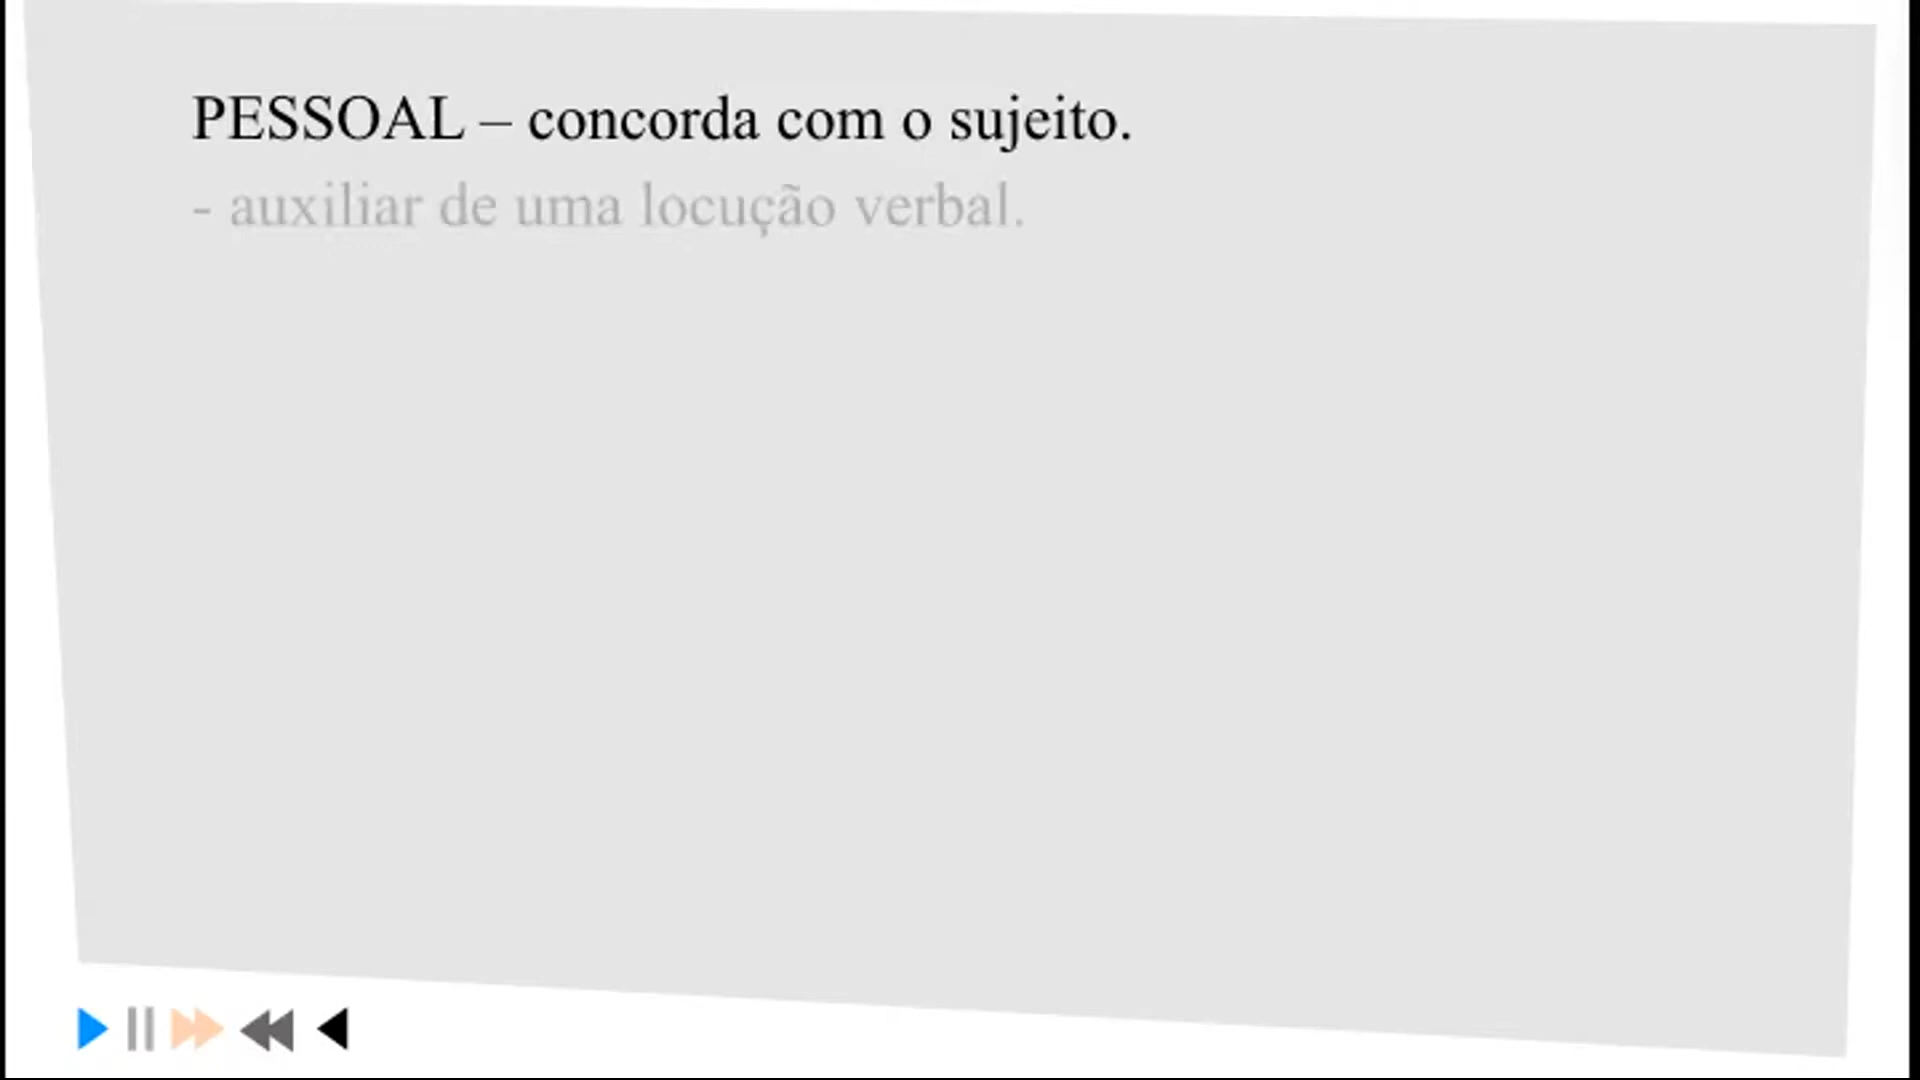 PESSOAL – concorda com o sujeito.
- auxiliar de uma locução verbal.